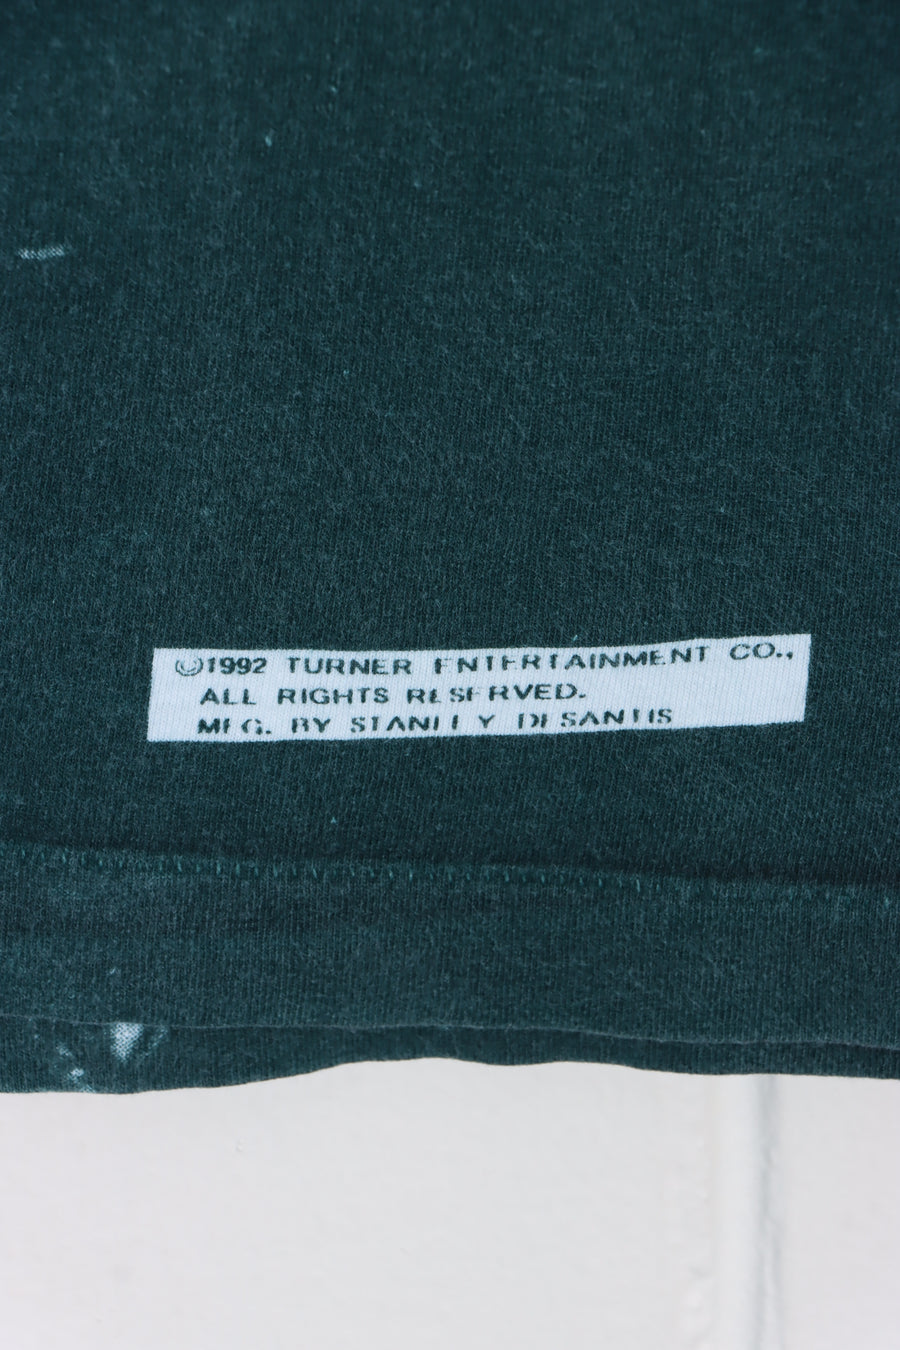 ©1992 TURNER ENTERTAINMENT CO.,
ALL RIGHTS RESERVED.
MFG. BY STANLEY DESANTIS